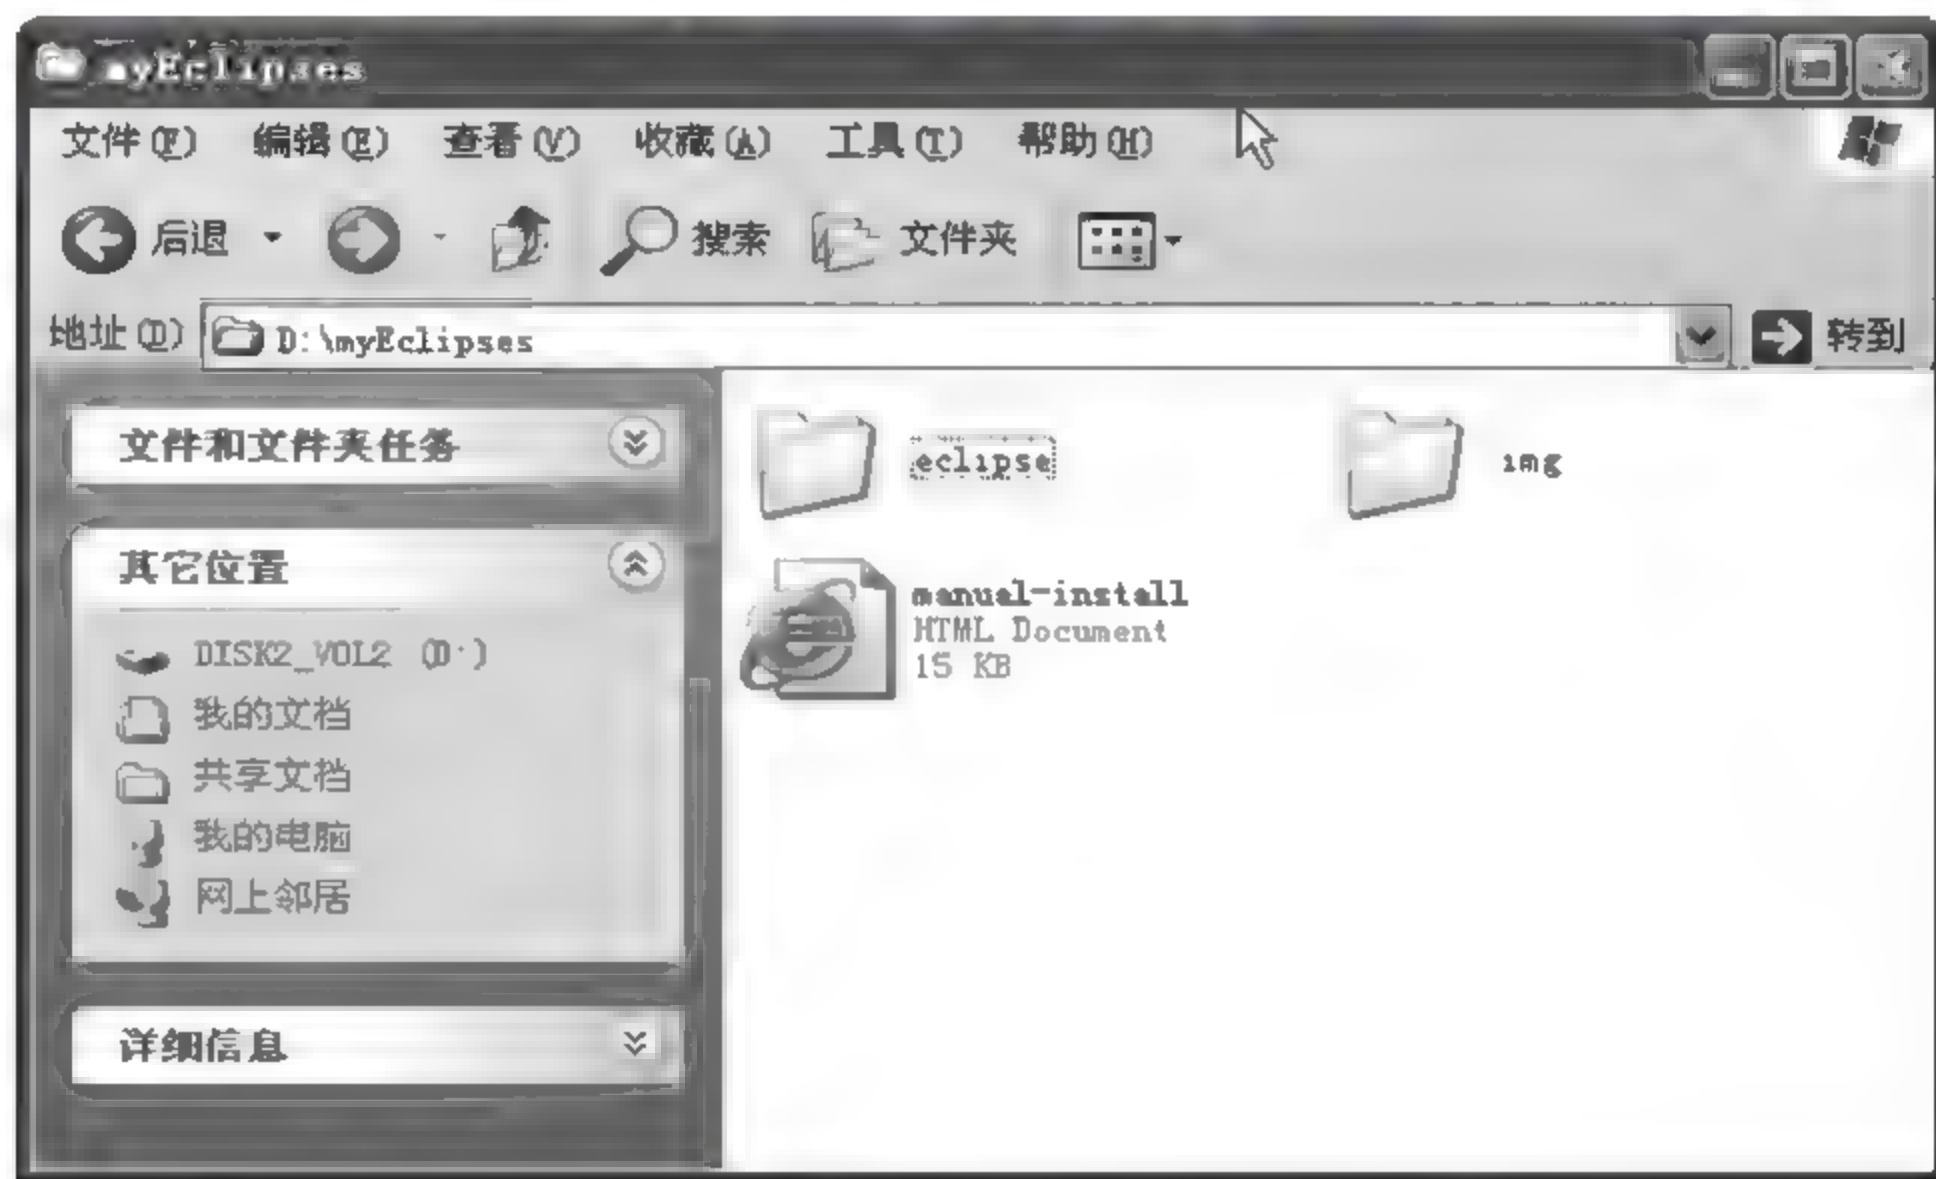 myEclipses
文件(F) 编辑(E) 查看(V) 收藏(A) 工具(T) 帮助(H)
后退 搜索 文件夹
地址(D) D:\myEclipses 转到
文件和文件夹任务
其它位置
DISK2_VOL2 (D:)
我的文档
共享文档
我的电脑
网上邻居
详细信息
eclipse
img
manual-install
HTML Document
15 KB